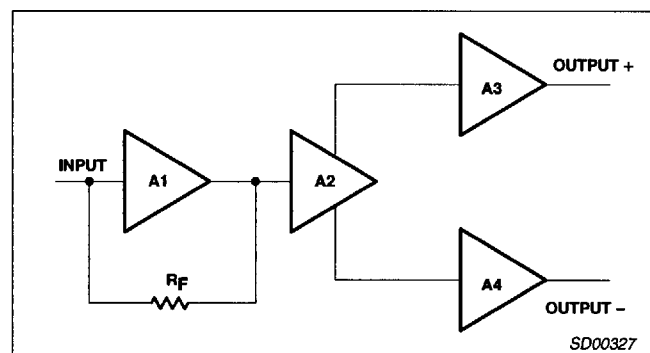 OUTPUT +
A3
INPUT
A1
A2
RF
A4
OUTPUT –
SD00327